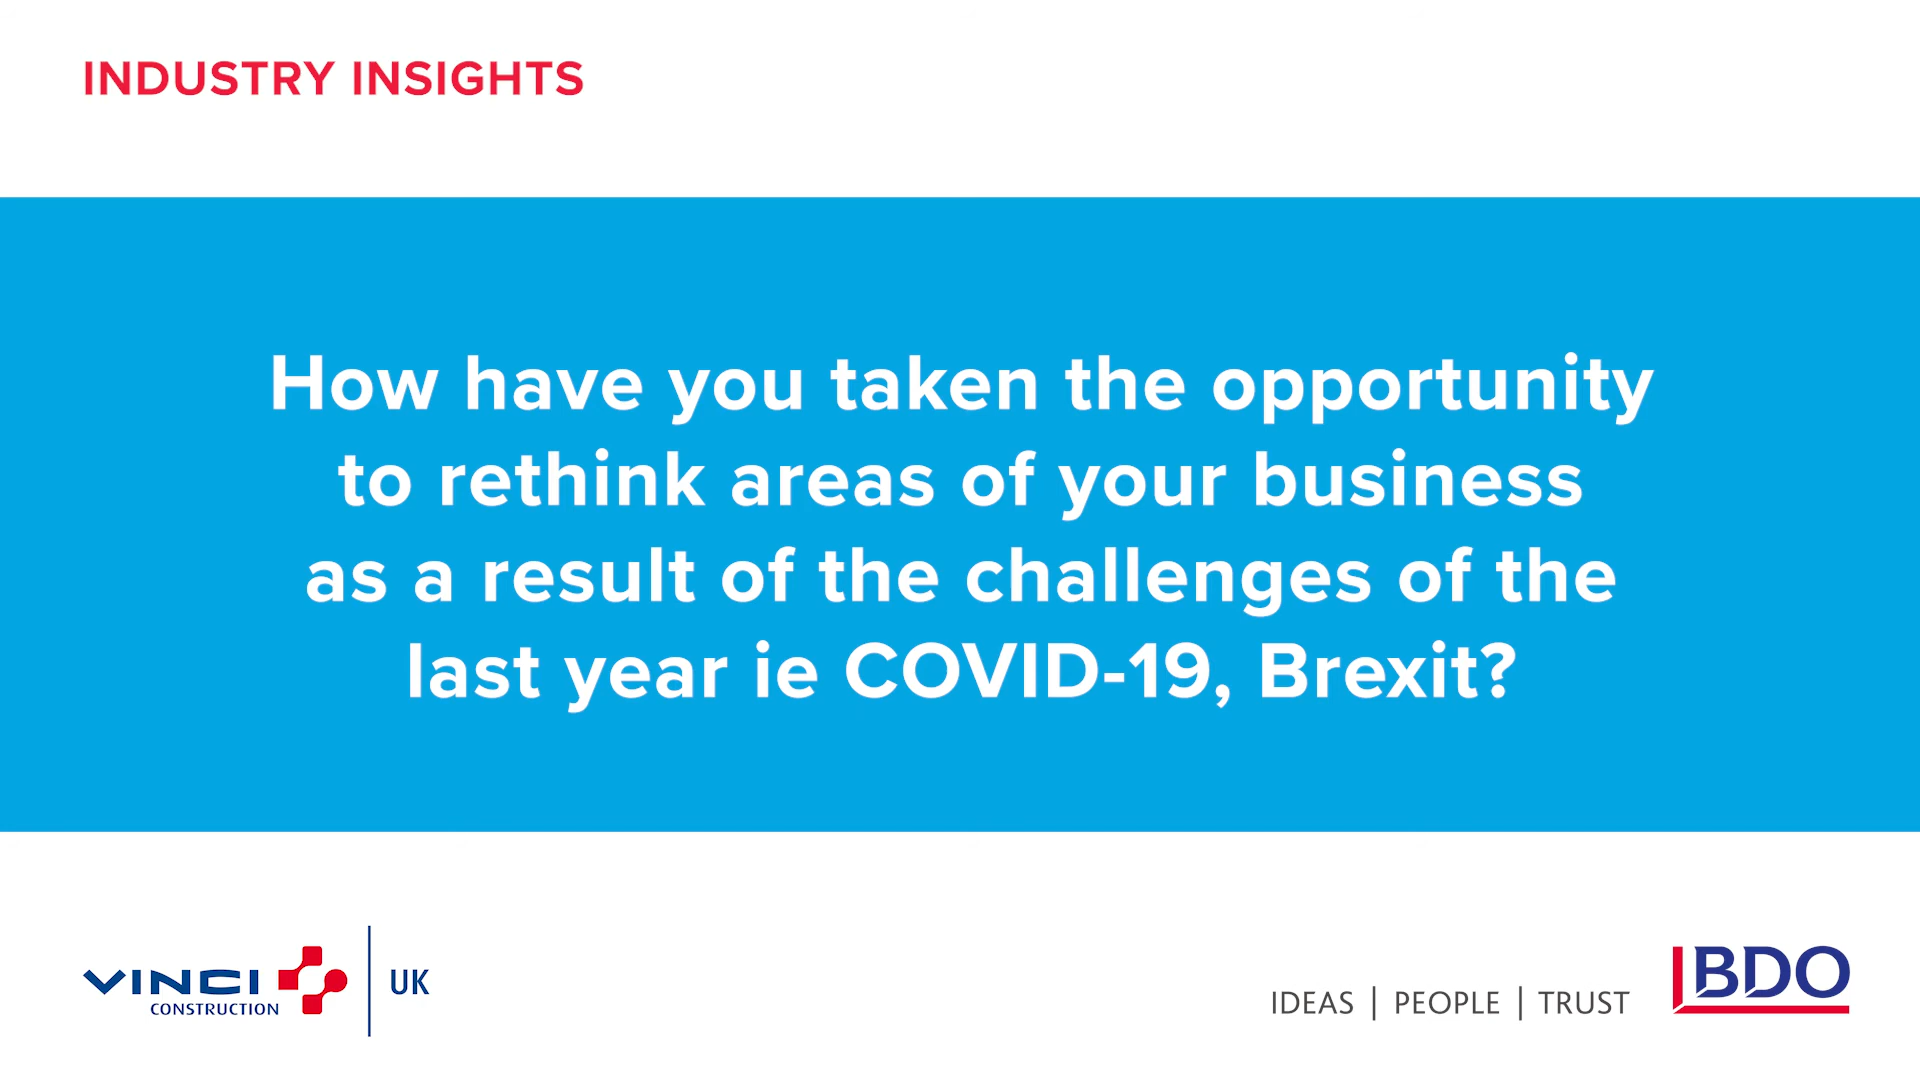 INDUSTRY INSIGHTS
How have you taken the opportunity
to rethink areas of your business
as a result of the challenges of the
last year ie COVID-19, Brexit?
VINCI
CONSTRUCTION
UK
IDEAS | PEOPLE | TRUST
BDO